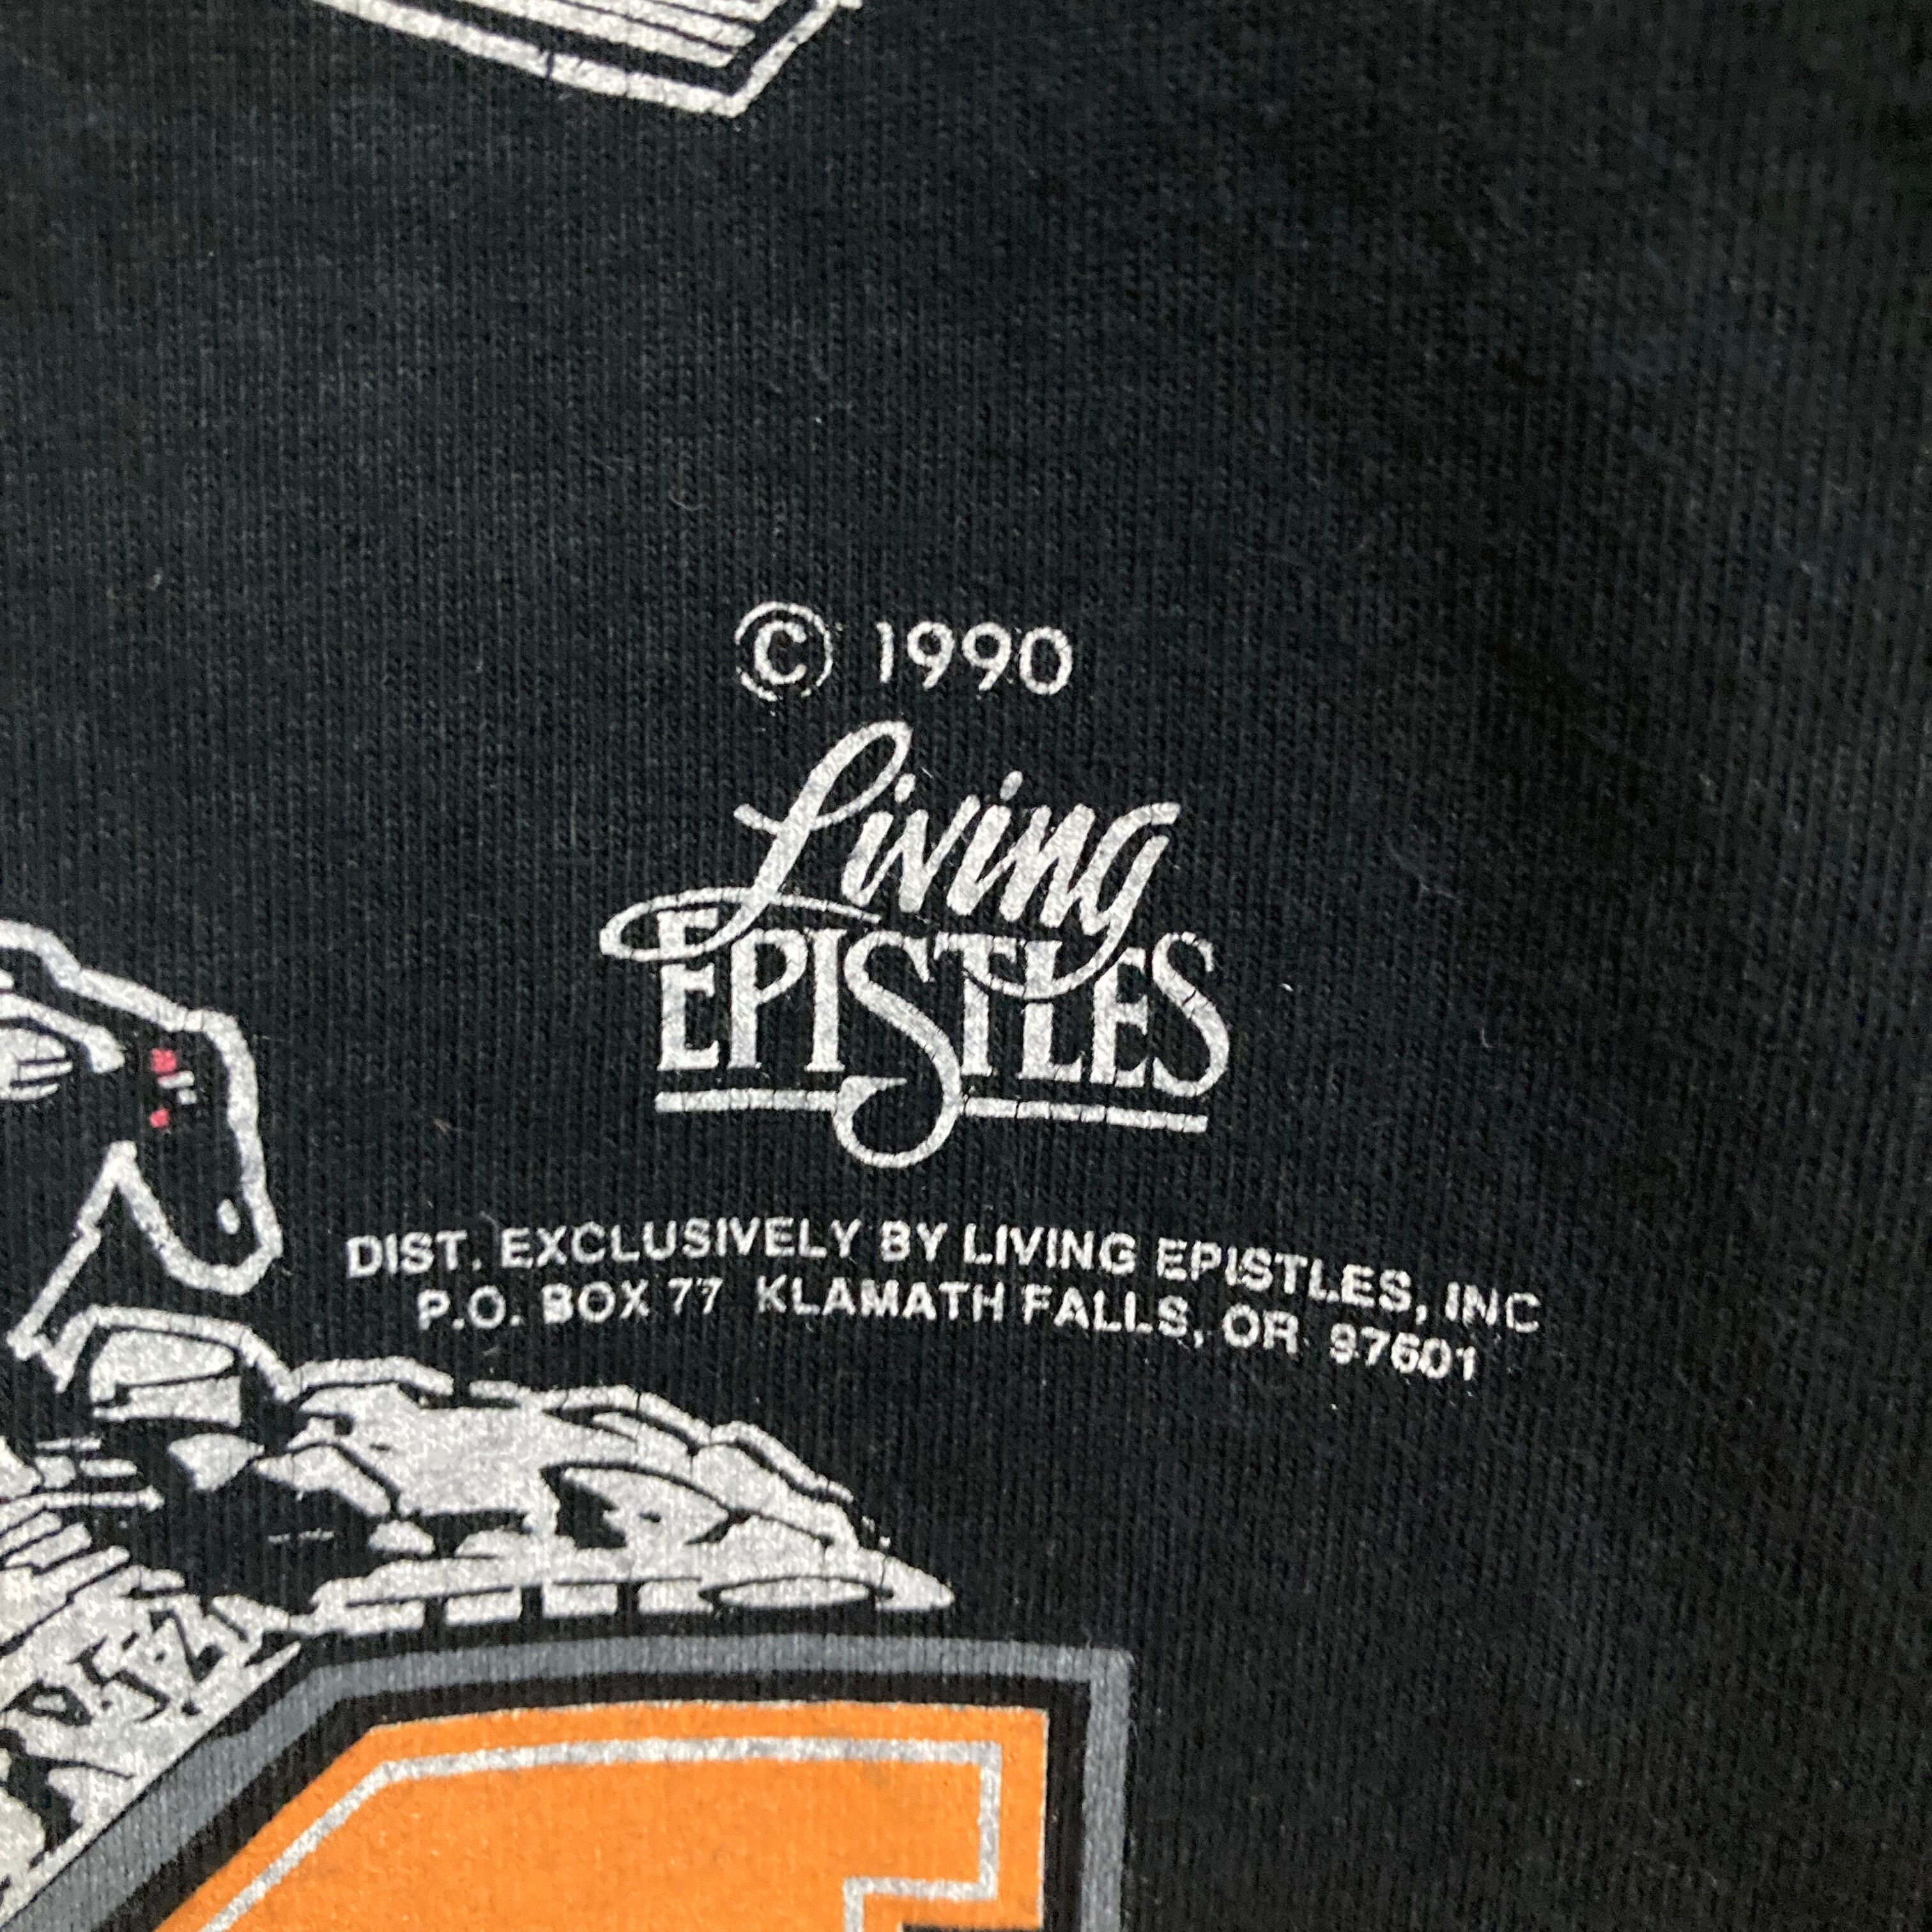 © 1990
Living
EPISTLES
DIST. EXCLUSIVELY BY LIVING EPISTLES, INC
P.O. BOX 77 KLAMATH FALLS, OR 97601